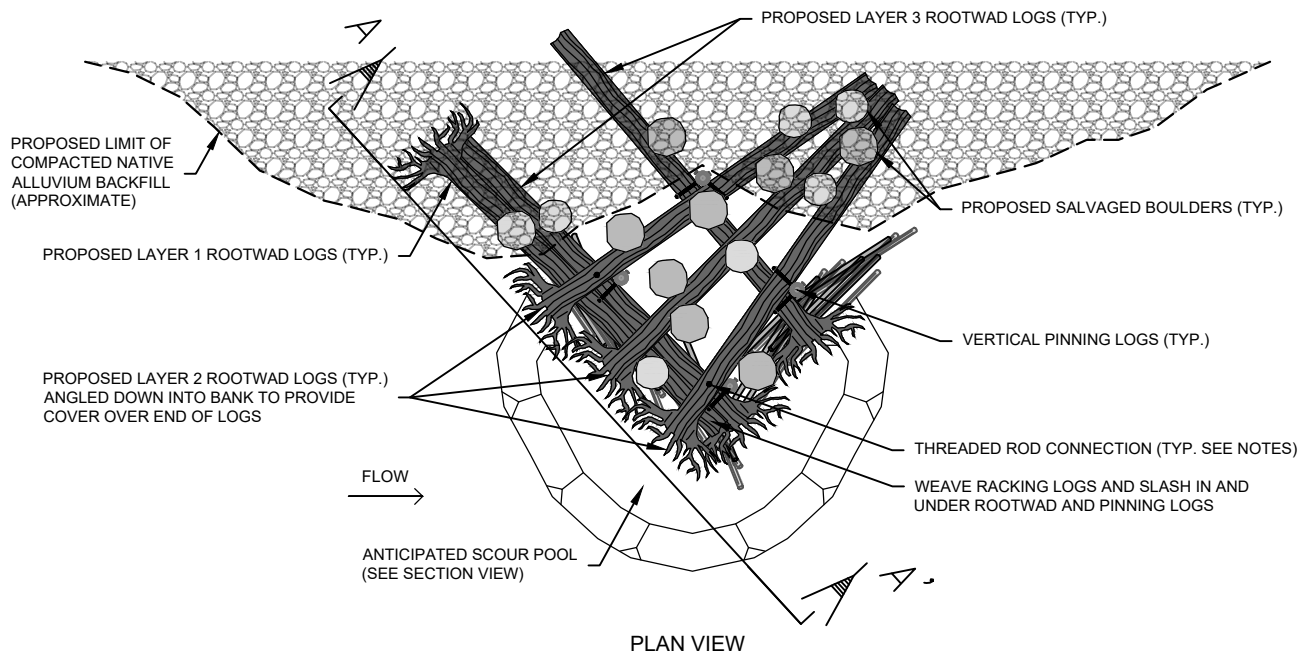 PROPOSED LAYER 3 ROOTWAD LOGS (TYP.)
A
PROPOSED LIMIT OF
COMPACTED NATIVE
ALLUVIUM BACKFILL
(APPROXIMATE)
PROPOSED SALVAGED BOULDERS (TYP.)
PROPOSED LAYER 1 ROOTWAD LOGS (TYP.)
VERTICAL PINNING LOGS (TYP.)
PROPOSED LAYER 2 ROOTWAD LOGS (TYP.)
ANGLED DOWN INTO BANK TO PROVIDE
COVER OVER END OF LOGS
THREADED ROD CONNECTION (TYP. SEE NOTES)
FLOW
WEAVE RACKING LOGS AND SLASH IN AND
UNDER ROOTWAD AND PINNING LOGS
ANTICIPATED SCOUR POOL
(SEE SECTION VIEW)
A'
PLAN VIEW